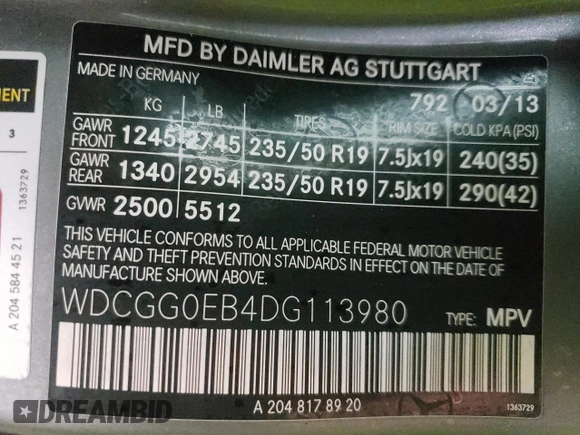 MFD BY DAIMLER AG STUTTGART
MADE IN GERMANY
792 03/13
KG LB TIRES RIM SIZE COLD KPA (PSI)
GAWR FRONT 1245 2745 235/50 R19 7.5Jx19 240(35)
GAWR REAR 1340 2954 235/50 R19 7.5Jx19 290(42)
GVWR 2500 5512
THIS VEHICLE CONFORMS TO ALL APPLICABLE FEDERAL MOTOR VEHICLE
SAFETY AND THEFT PREVENTION STANDARDS IN EFFECT ON THE DATE OF
MANUFACTURE SHOWN ABOVE.
WDCGG0EB4DG113980 TYPE: MPV
A 204 817 89 20
1363729
MENT
3
1363729
A 204 584 45 21
DREAMBID